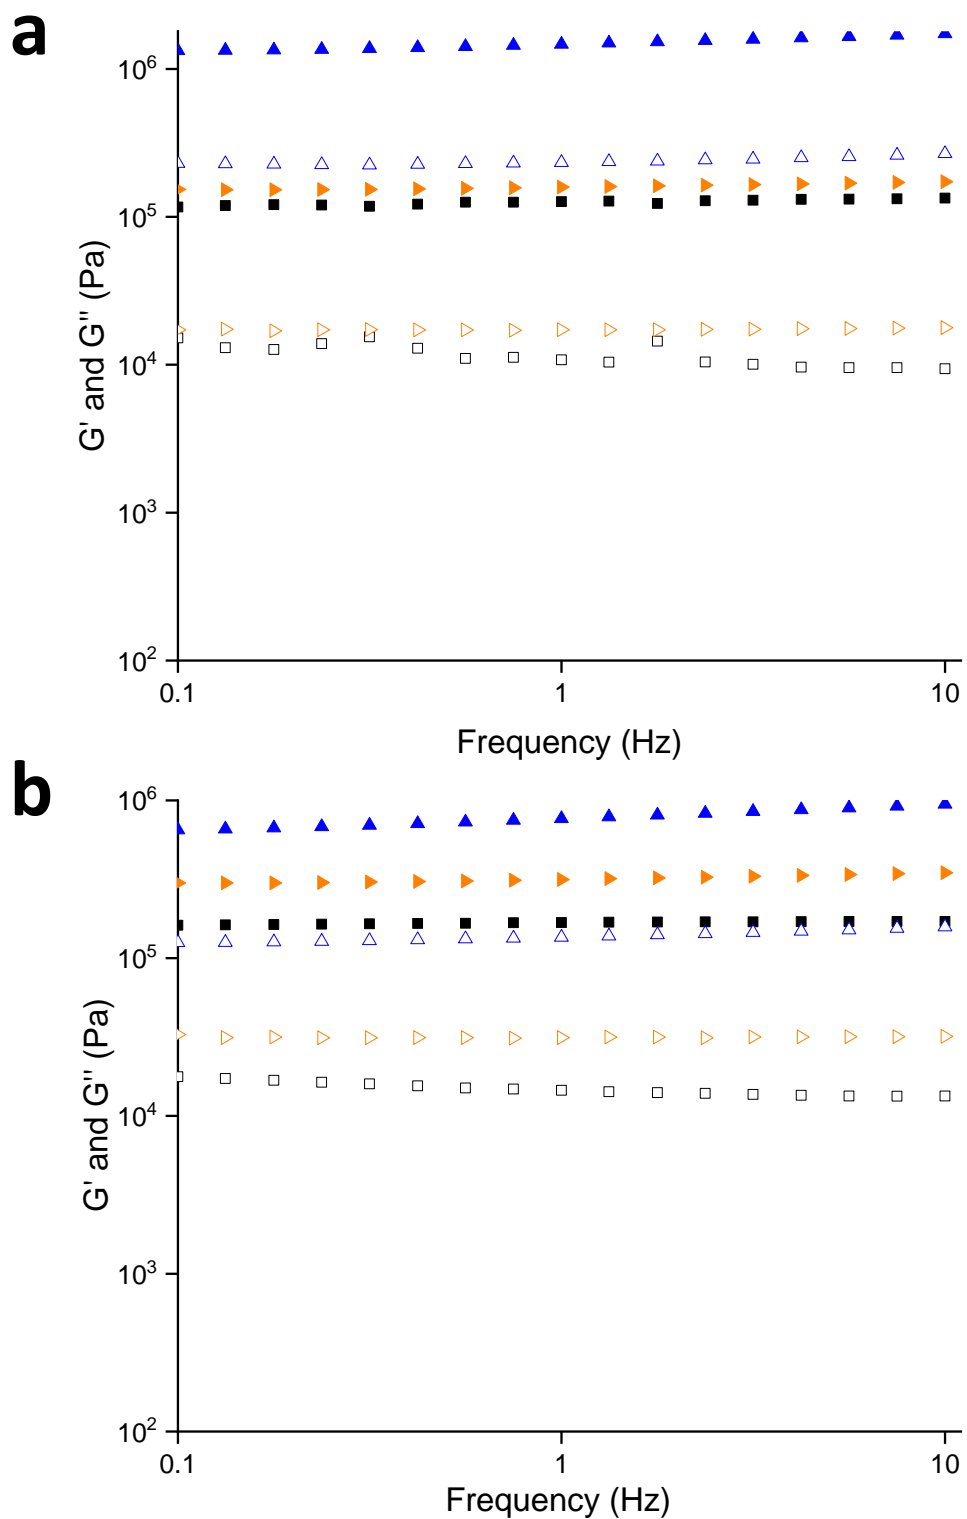 a
10⁶
10⁵
10⁴
10³
10²
G' and G'' (Pa)
0.1 1 10
Frequency (Hz)
b
10⁶
10⁵
10⁴
10³
10²
G' and G'' (Pa)
0.1 1 10
Frequency (Hz)